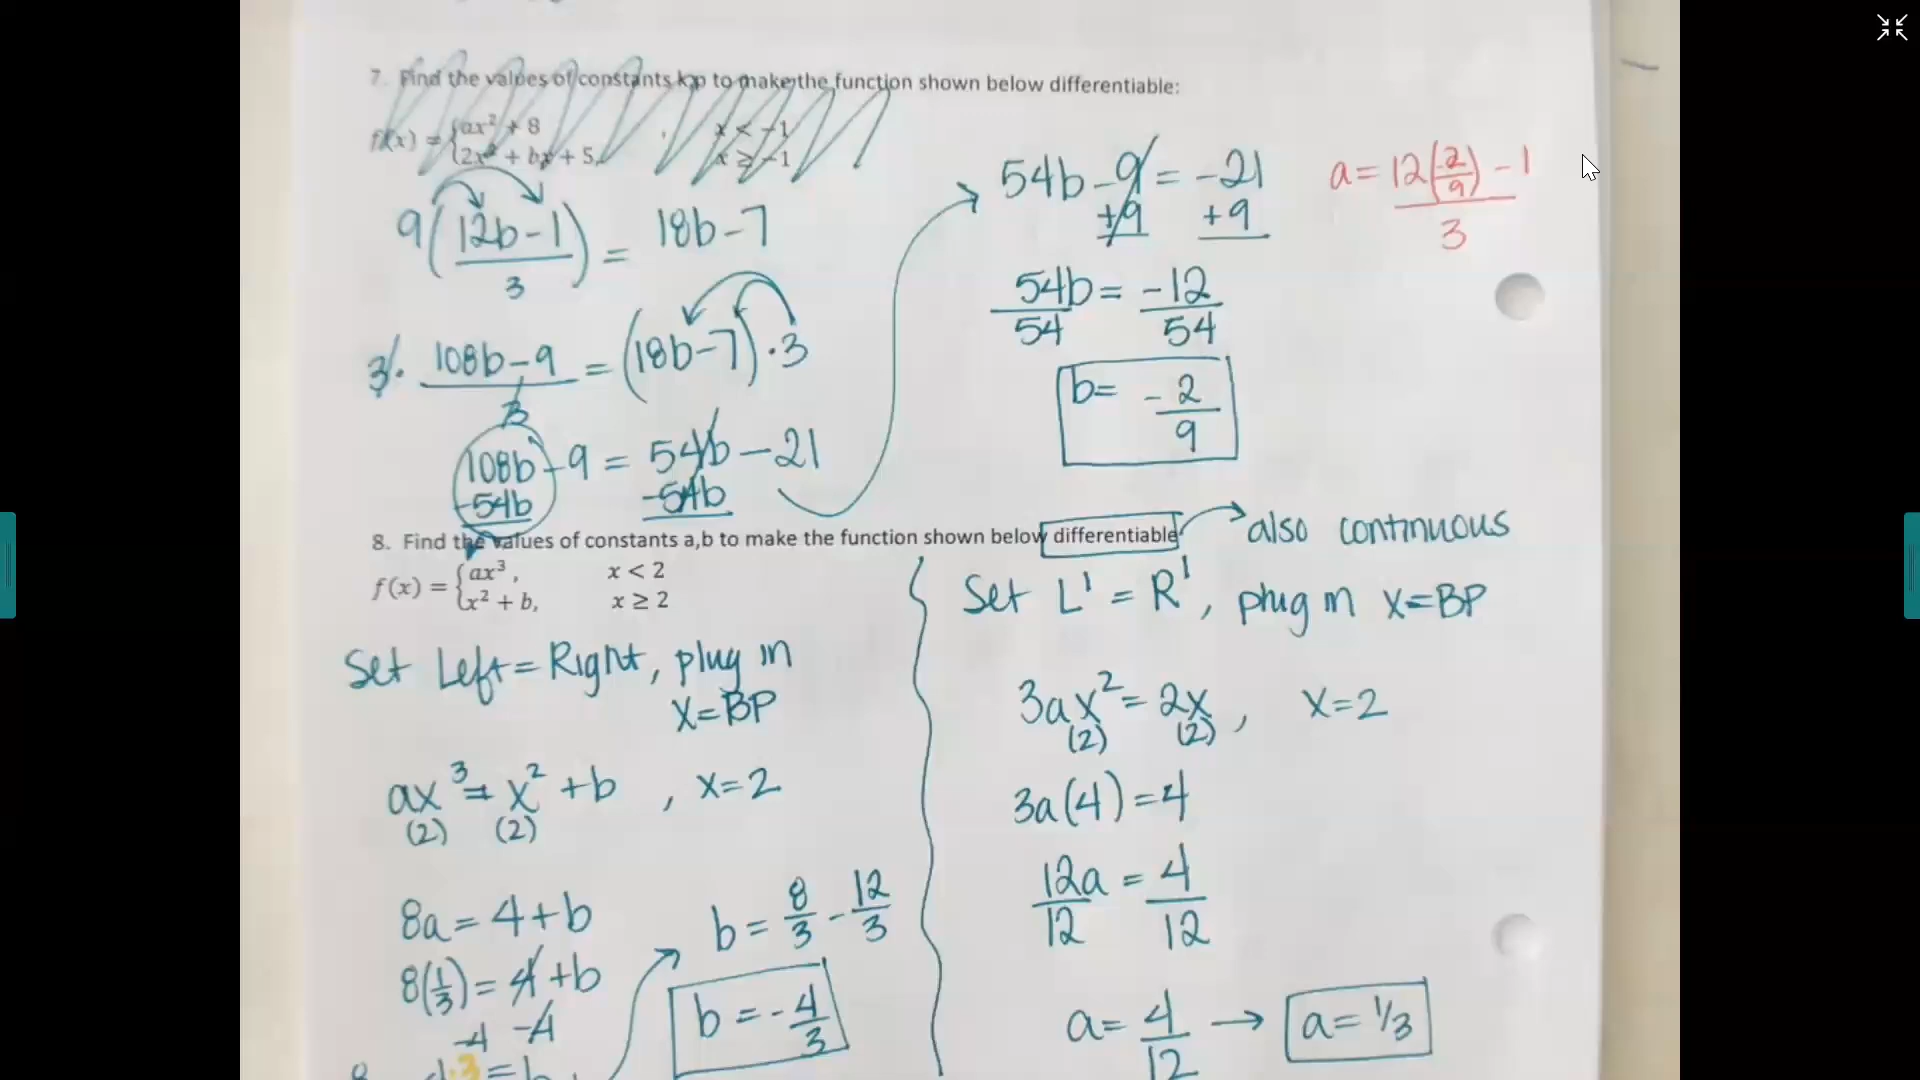 7. Find the values of constants k,p to make the function shown below differentiable:
f(x) = {ax² + 8 , x < −1
{2x² + bx + 5, x ≥ −1
9(12b-1/3) = 18b-7
3· 108b-9/3 = (18b-7)·3
108b-9 = 54b-21
-54b -54b
54b-9 = -21
+9 +9
54b/54 = -12/54
b= -2/9
a= 12(-2/9) - 1 / 3
8. Find the values of constants a,b to make the function shown below differentiable
also continuous
f(x) = {ax³, x < 2
{x² + b, x ≥ 2
Set Left=Right, plug in
x=BP
ax³ = x² +b , x=2
(2) (2)
8a=4+b
8(1/3)=4+b
-4 -4
b= 8/3 - 12/3
b=-4/3
Set L' = R', plug in x=BP
3ax² = 2x , x=2
(2) (2)
3a(4)=4
12a/12 = 4/12
a= 4/12 → a=1/3